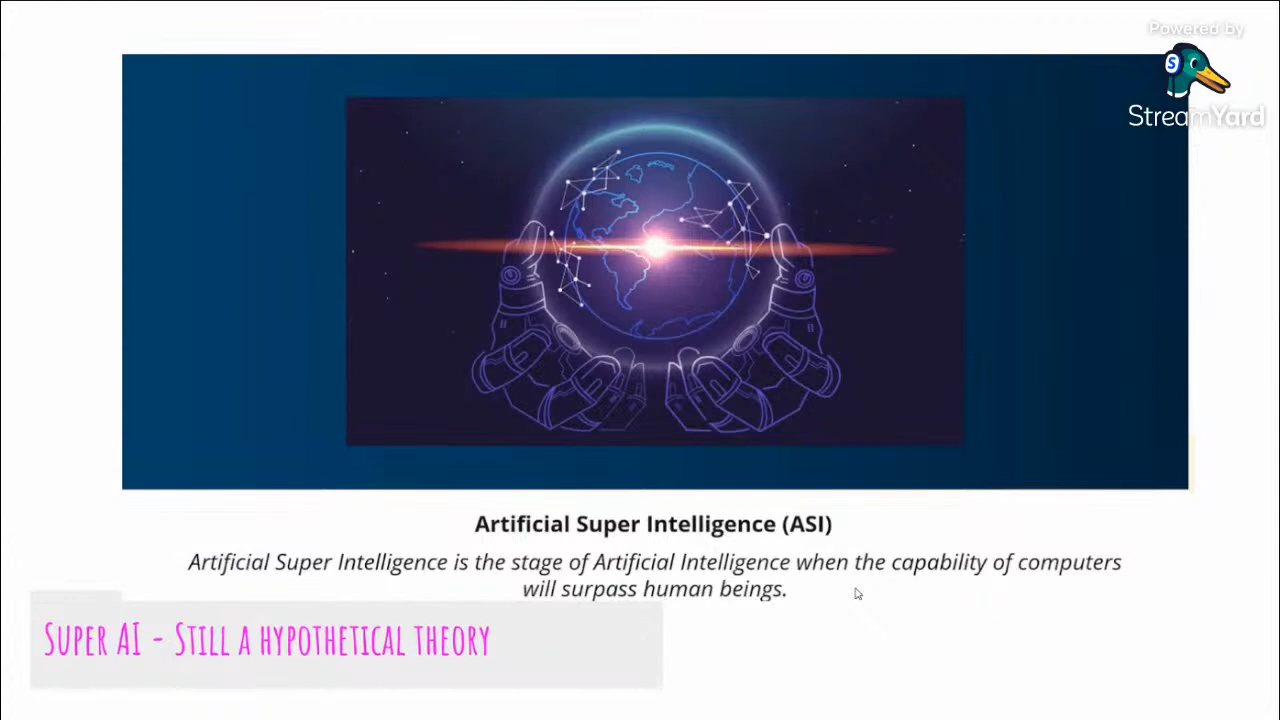 Powered by
StreamYard
Artificial Super Intelligence (ASI)
Artificial Super Intelligence is the stage of Artificial Intelligence when the capability of computers
will surpass human beings.
Super AI - Still a hypothetical theory